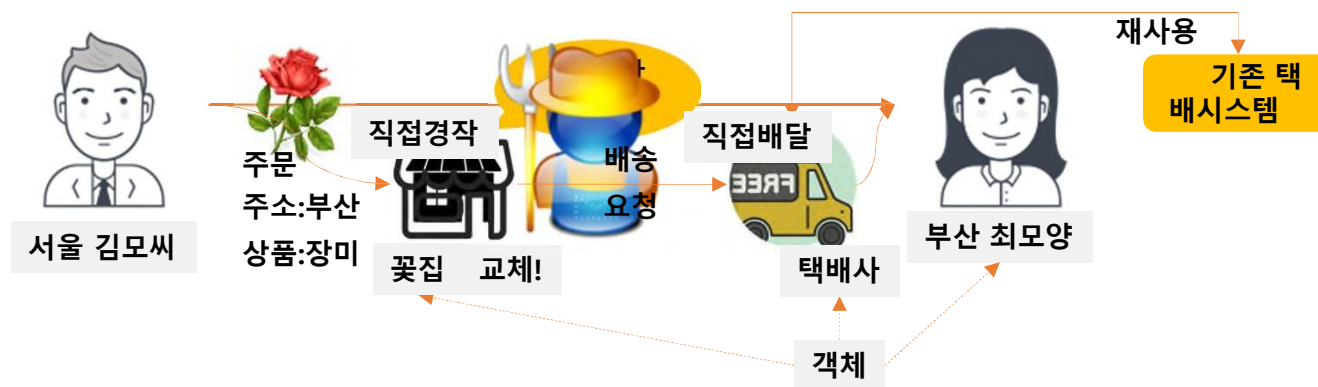 재사용
기존 택
배시스템
직접경작
직접배달
주문
주소:부산
상품:장미
배송
요청
FREE
서울 김모씨
꽃집
교체!
택배사
부산 최모양
객체